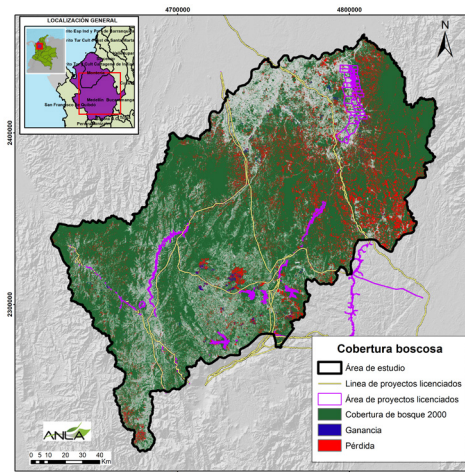 LOCALIZACIÓN GENERAL
4700000
4800000
N
2400000
2300000
Cobertura boscosa
Área de estudio
Linea de proyectos licenciados
Área de proyectos licenciados
Cobertura de bosque 2000
Ganancia
Pérdida
ANLA
0 5 10 20 30 40
Km